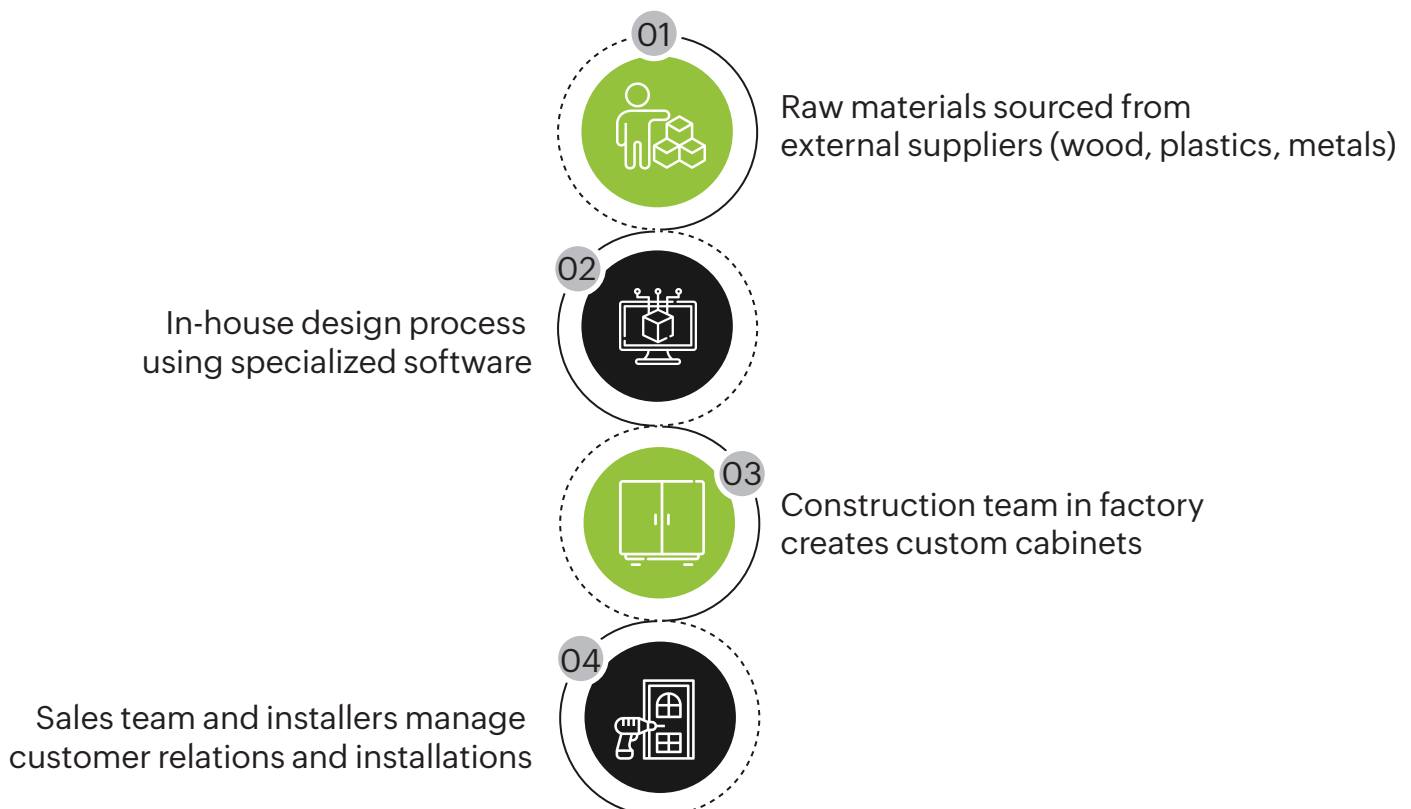 01
Raw materials sourced from
external suppliers (wood, plastics, metals)
02
In-house design process
using specialized software
03
Construction team in factory
creates custom cabinets
04
Sales team and installers manage
customer relations and installations